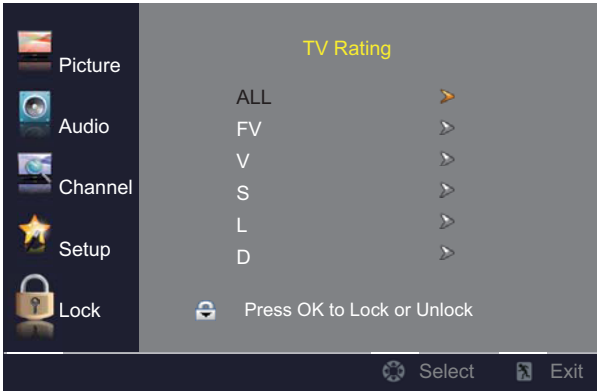 TV Rating
Picture
Audio
Channel
Setup
Lock
ALL
FV
V
S
L
D
Press OK to Lock or Unlock
Select Exit